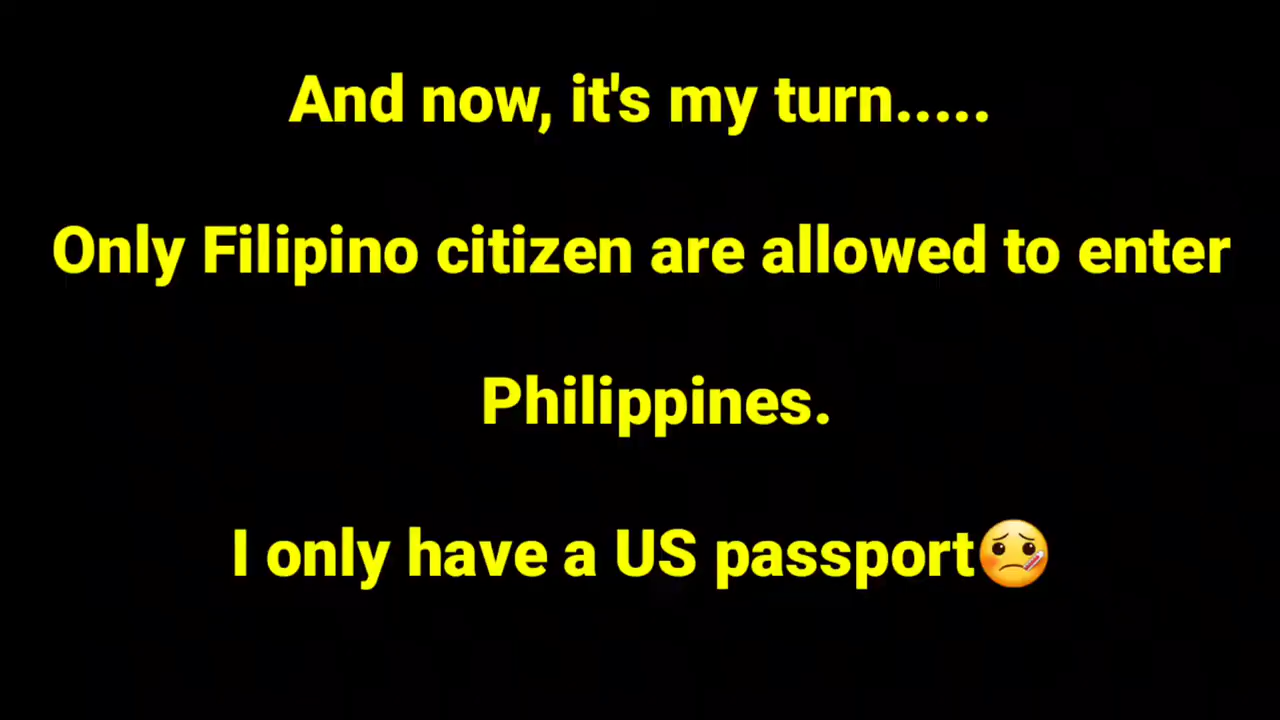 And now, it's my turn.....
Only Filipino citizen are allowed to enter
Philippines.
I only have a US passport🤒